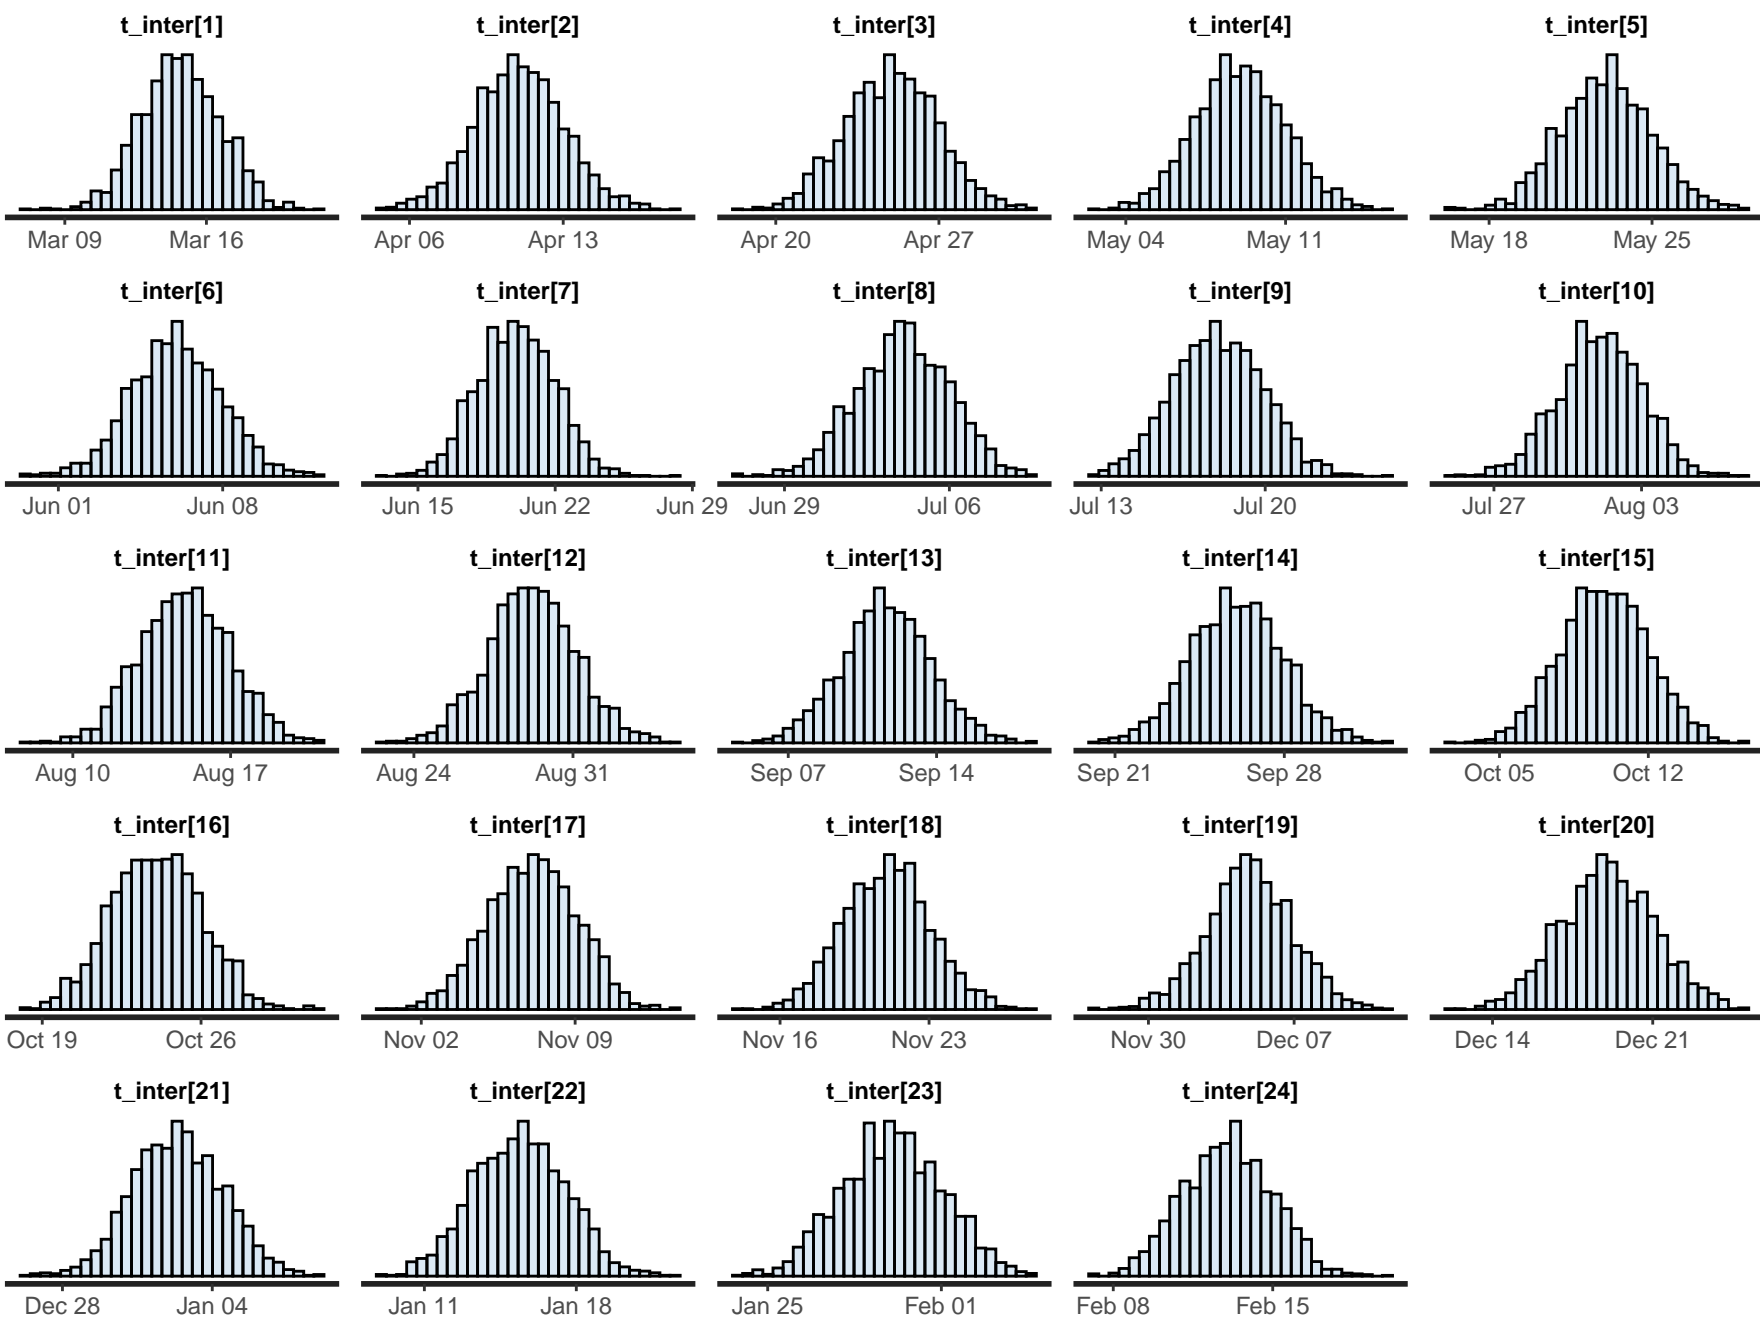 t_inter[1] t_inter[2] t_inter[3] t_inter[4] t_inter[5]
Mar 09 Mar 16 Apr 06 Apr 13 Apr 20 Apr 27 May 04 May 11 May 18 May 25
t_inter[6] t_inter[7] t_inter[8] t_inter[9] t_inter[10]
Jun 01 Jun 08 Jun 15 Jun 22 Jun 29 Jun 29 Jul 06 Jul 13 Jul 20 Jul 27 Aug 03
t_inter[11] t_inter[12] t_inter[13] t_inter[14] t_inter[15]
Aug 10 Aug 17 Aug 24 Aug 31 Sep 07 Sep 14 Sep 21 Sep 28 Oct 05 Oct 12
t_inter[16] t_inter[17] t_inter[18] t_inter[19] t_inter[20]
Oct 19 Oct 26 Nov 02 Nov 09 Nov 16 Nov 23 Nov 30 Dec 07 Dec 14 Dec 21
t_inter[21] t_inter[22] t_inter[23] t_inter[24]
Dec 28 Jan 04 Jan 11 Jan 18 Jan 25 Feb 01 Feb 08 Feb 15